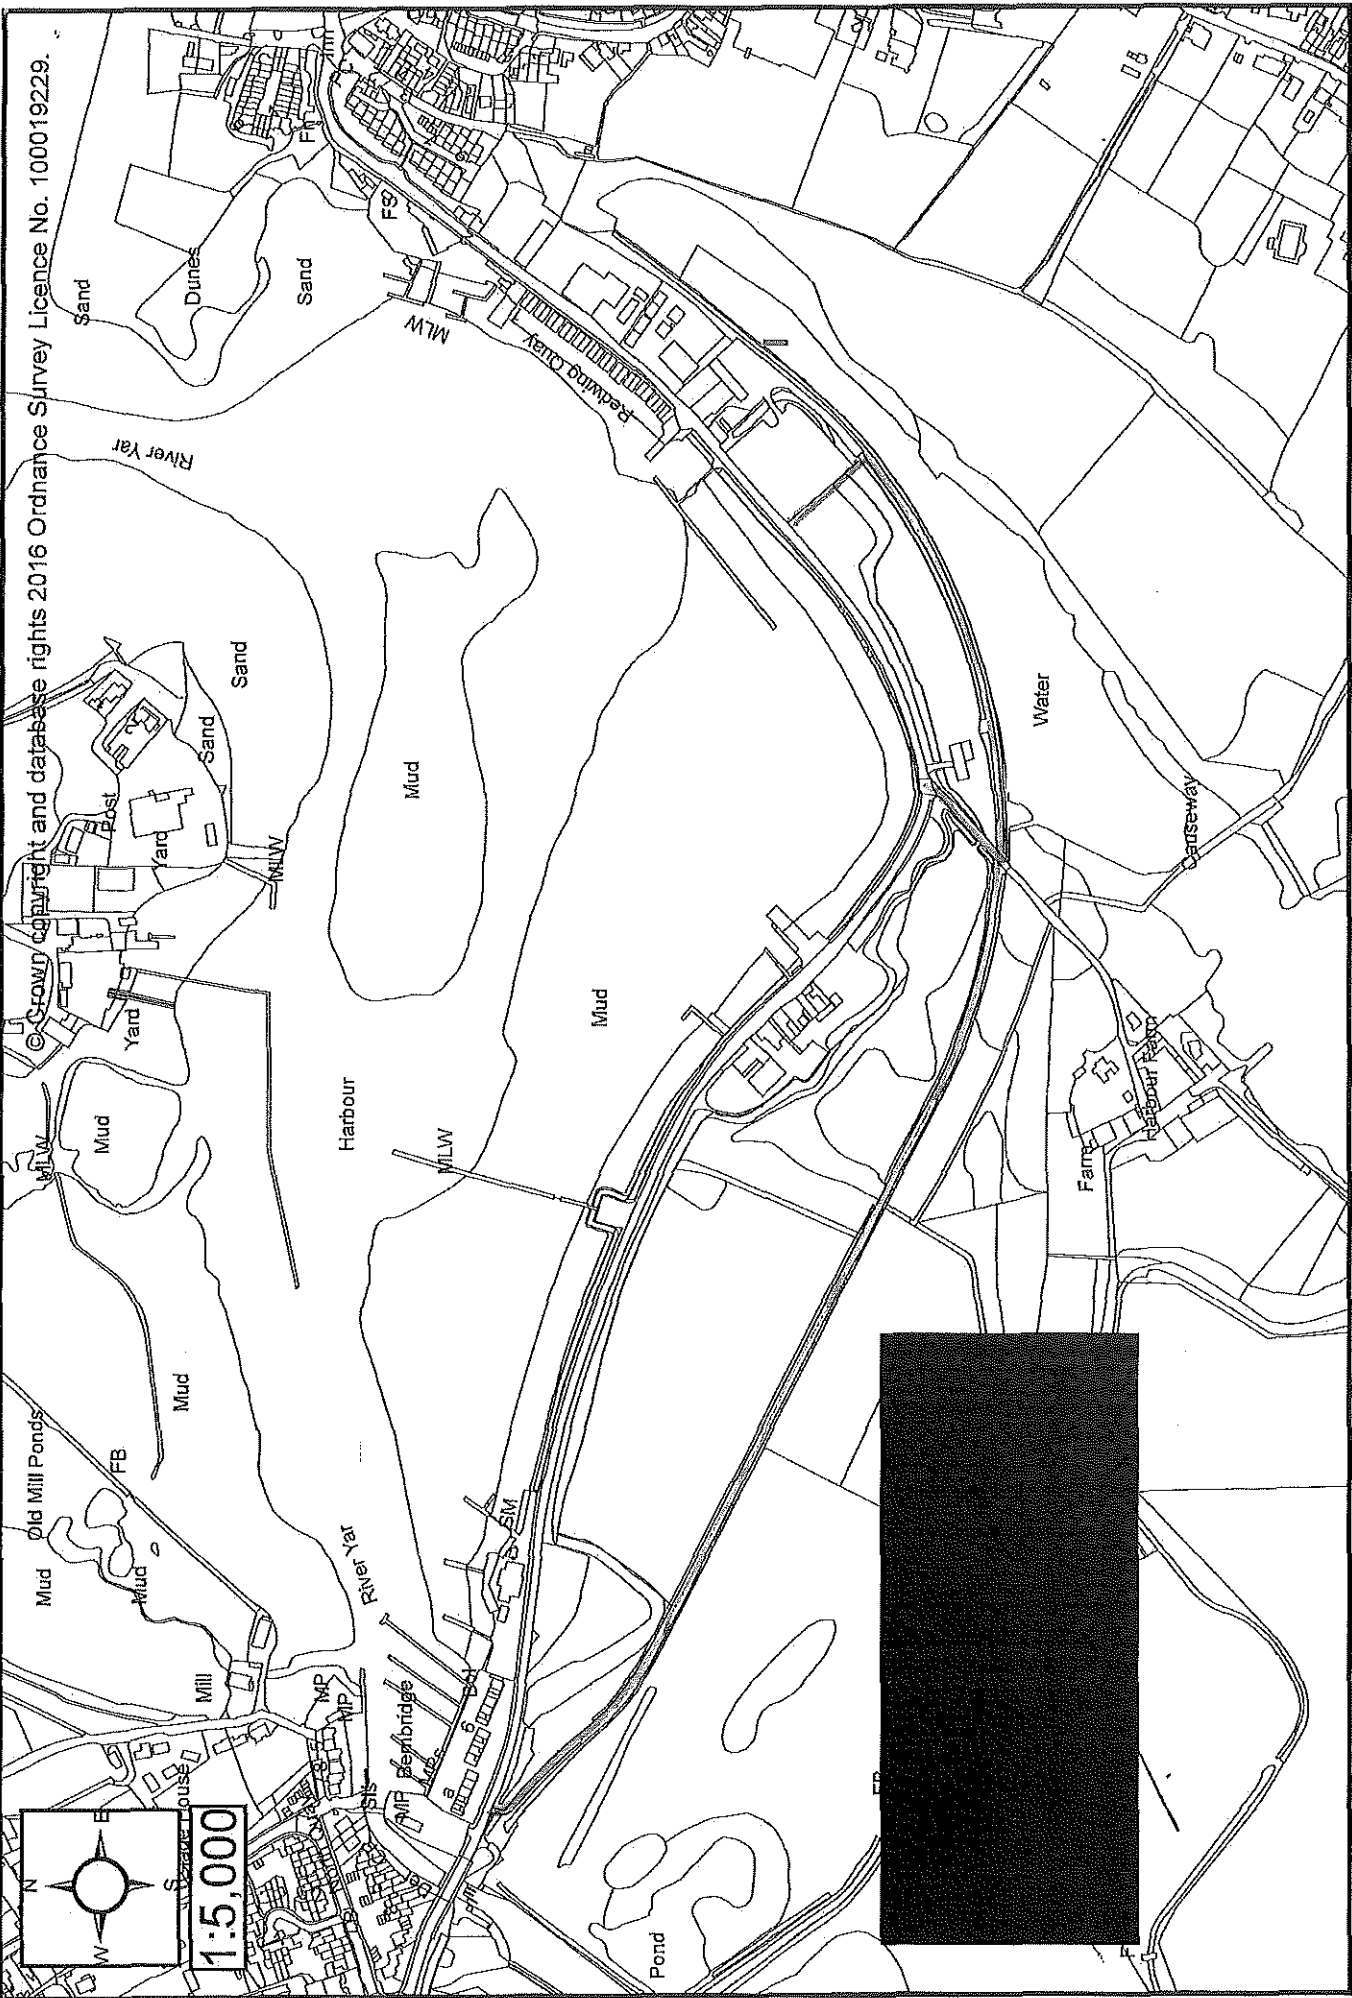 © Crown copyright and database rights 2016 Ordnance Survey Licence No. 100019229.
N
W
E
S
1:5,000
Mud
Old Mill Ponds
FB
Mud
Mud
MLW
Mud
Yard
Yard
Post
Sand
Sand
MLW
River Yar
Sand
Dunes
Sand
FS
MLW
Redwing Quay
Mill
MP
MP
MP
Bembridge
River Yar
Harbour
MLW
Mud
Mud
SM
6
Pond
Water
Causeway
Harbour Farm
Farm